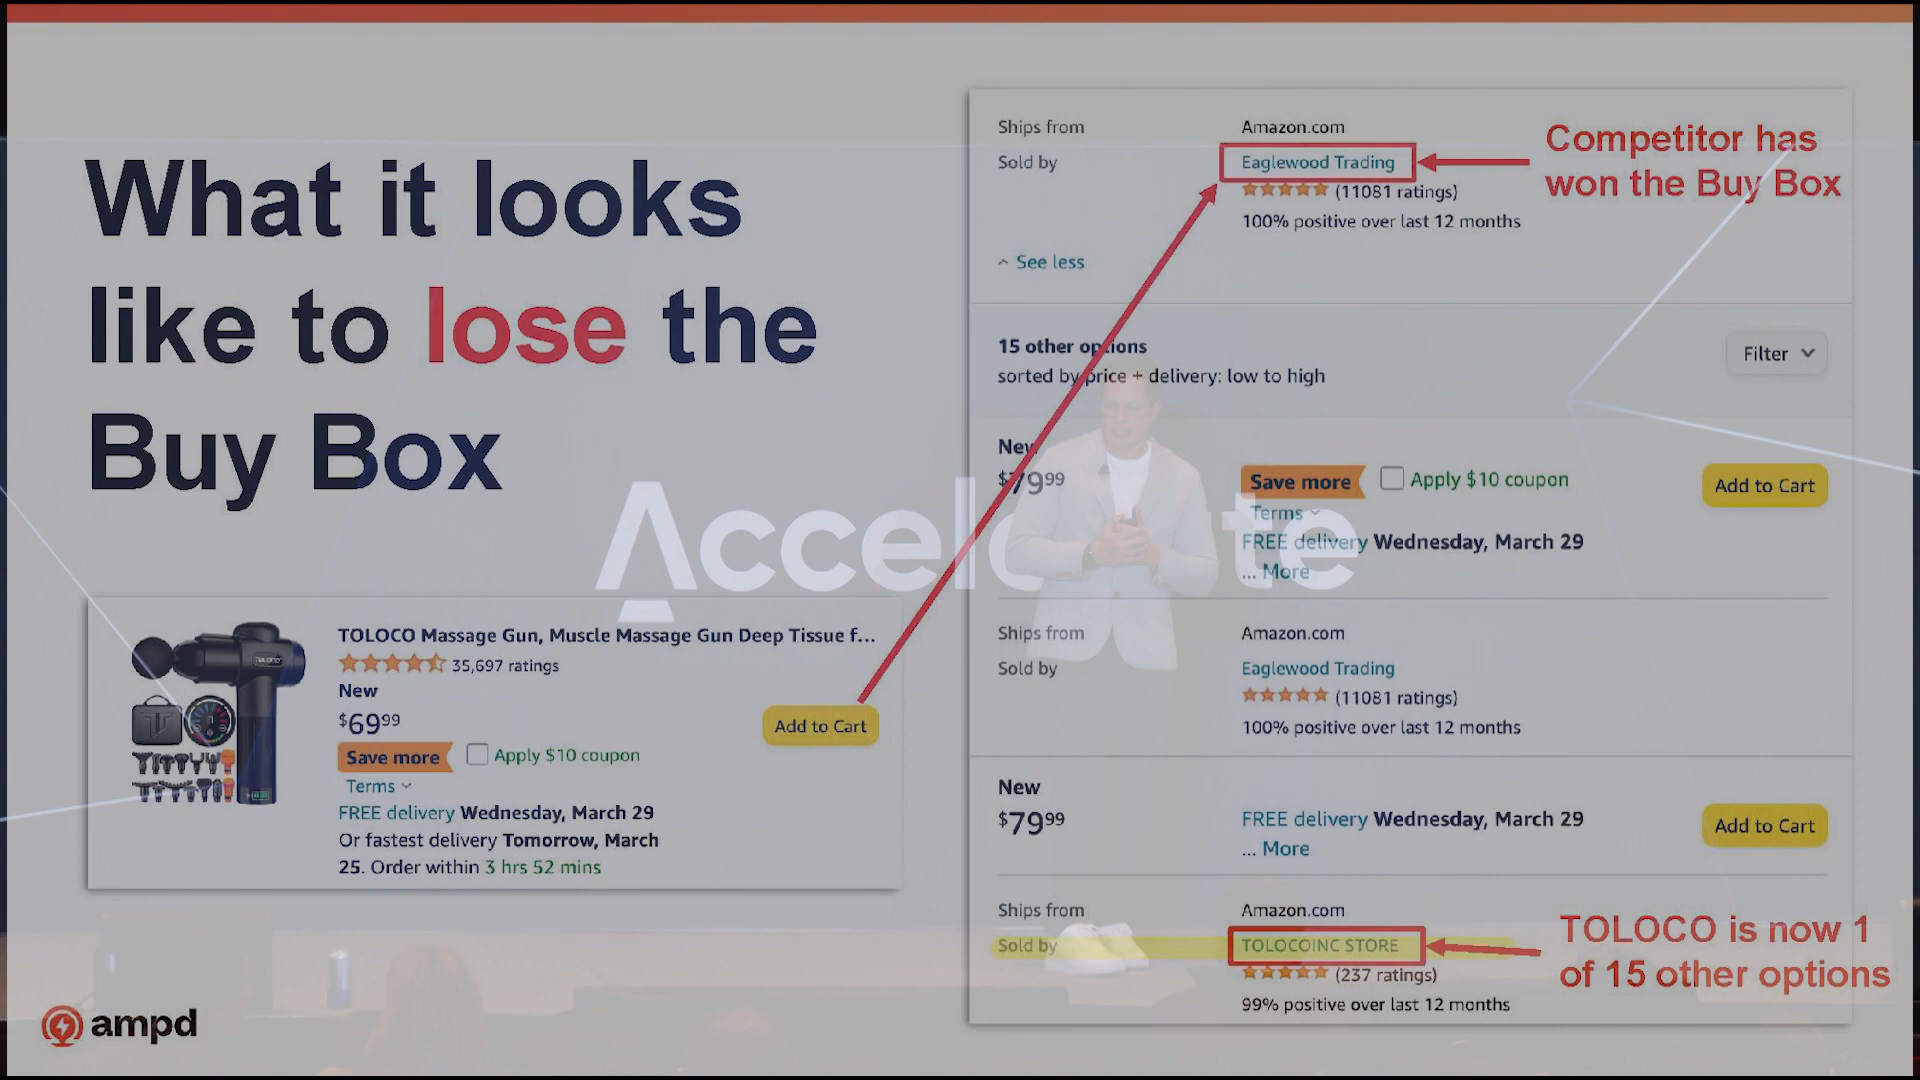 What it looks
like to lose the
Buy Box
TOLOCO Massage Gun, Muscle Massage Gun Deep Tissue f...
35,697 ratings
New
$69.99
Save more Apply $10 coupon
Terms
FREE delivery Wednesday, March 29
Or fastest delivery Tomorrow, March
25. Order within 3 hrs 52 mins
Add to Cart
ampd
Ships from Amazon.com
Sold by Eaglewood Trading
(11081 ratings)
100% positive over last 12 months
See less
Competitor has
won the Buy Box
15 other options
sorted by price + delivery: low to high
Filter
New
$79.99
Save more Apply $10 coupon
Terms
FREE delivery Wednesday, March 29
... More
Add to Cart
Ships from Amazon.com
Sold by Eaglewood Trading
(11081 ratings)
100% positive over last 12 months
New
$79.99
FREE delivery Wednesday, March 29
... More
Add to Cart
Ships from Amazon.com
Sold by TOLOCOINC STORE
(237 ratings)
99% positive over last 12 months
TOLOCO is now 1
of 15 other options